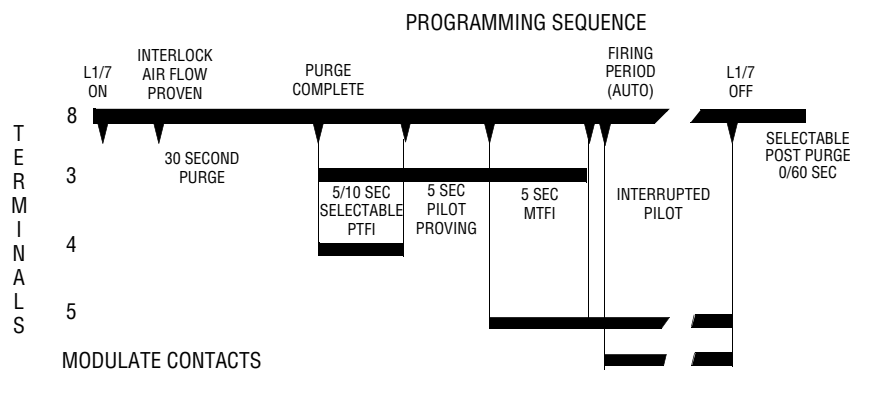 PROGRAMMING SEQUENCE
L1/7
ON
INTERLOCK
AIR FLOW
PROVEN
PURGE
COMPLETE
FIRING
PERIOD
(AUTO)
L1/7
OFF
TERMINALS
8
30 SECOND
PURGE
SELECTABLE
POST PURGE
0/60 SEC
3
5/10 SEC
SELECTABLE
PTFI
5 SEC
PILOT
PROVING
5 SEC
MTFI
INTERRUPTED
PILOT
4
5
MODULATE CONTACTS